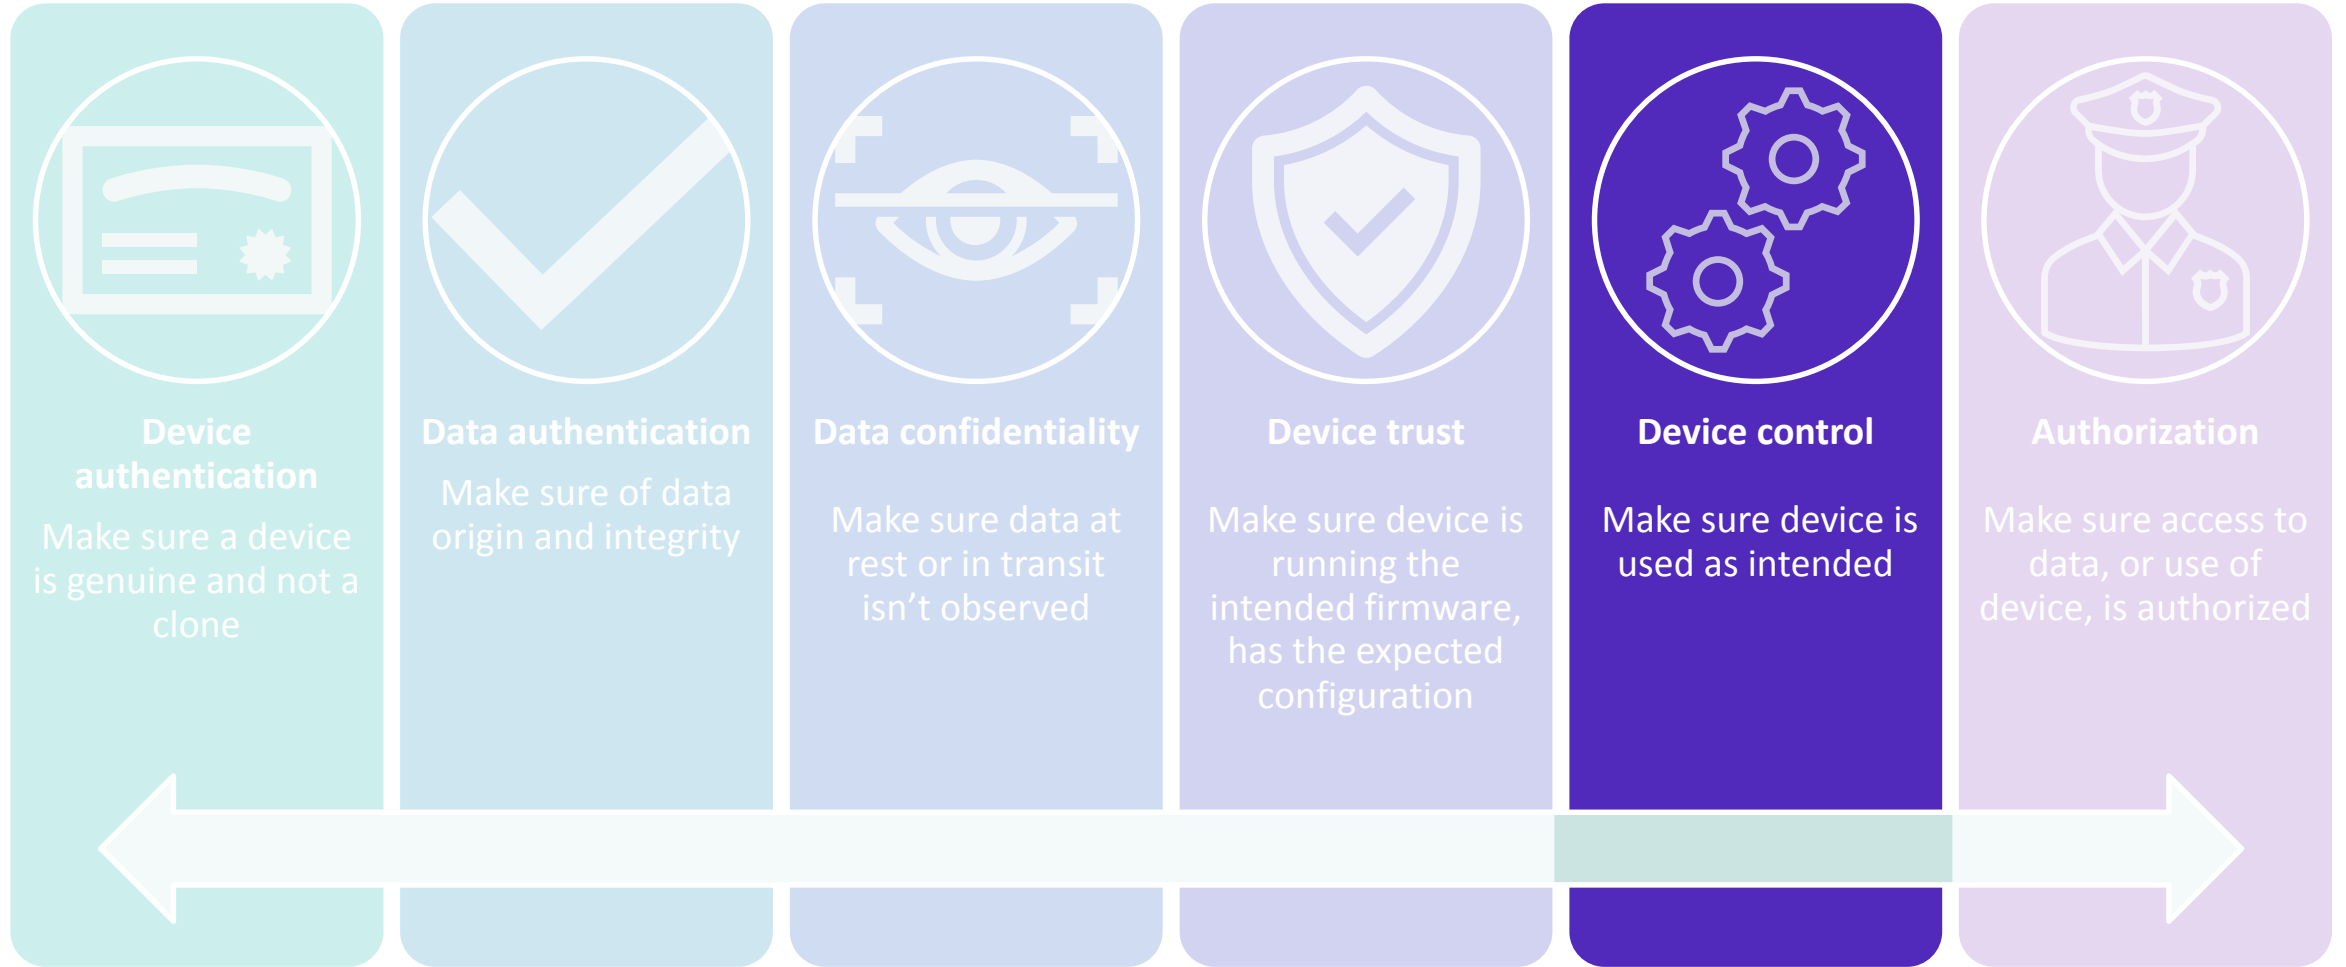 Device
authentication
Make sure a device
is genuine and not a
clone
Data authentication
Make sure of data
origin and integrity
Data confidentiality
Make sure data at
rest or in transit
isn’t observed
Device trust
Make sure device is
running the
intended firmware,
has the expected
configuration
Device control
Make sure device is
used as intended
Authorization
Make sure access to
data, or use of
device, is authorized